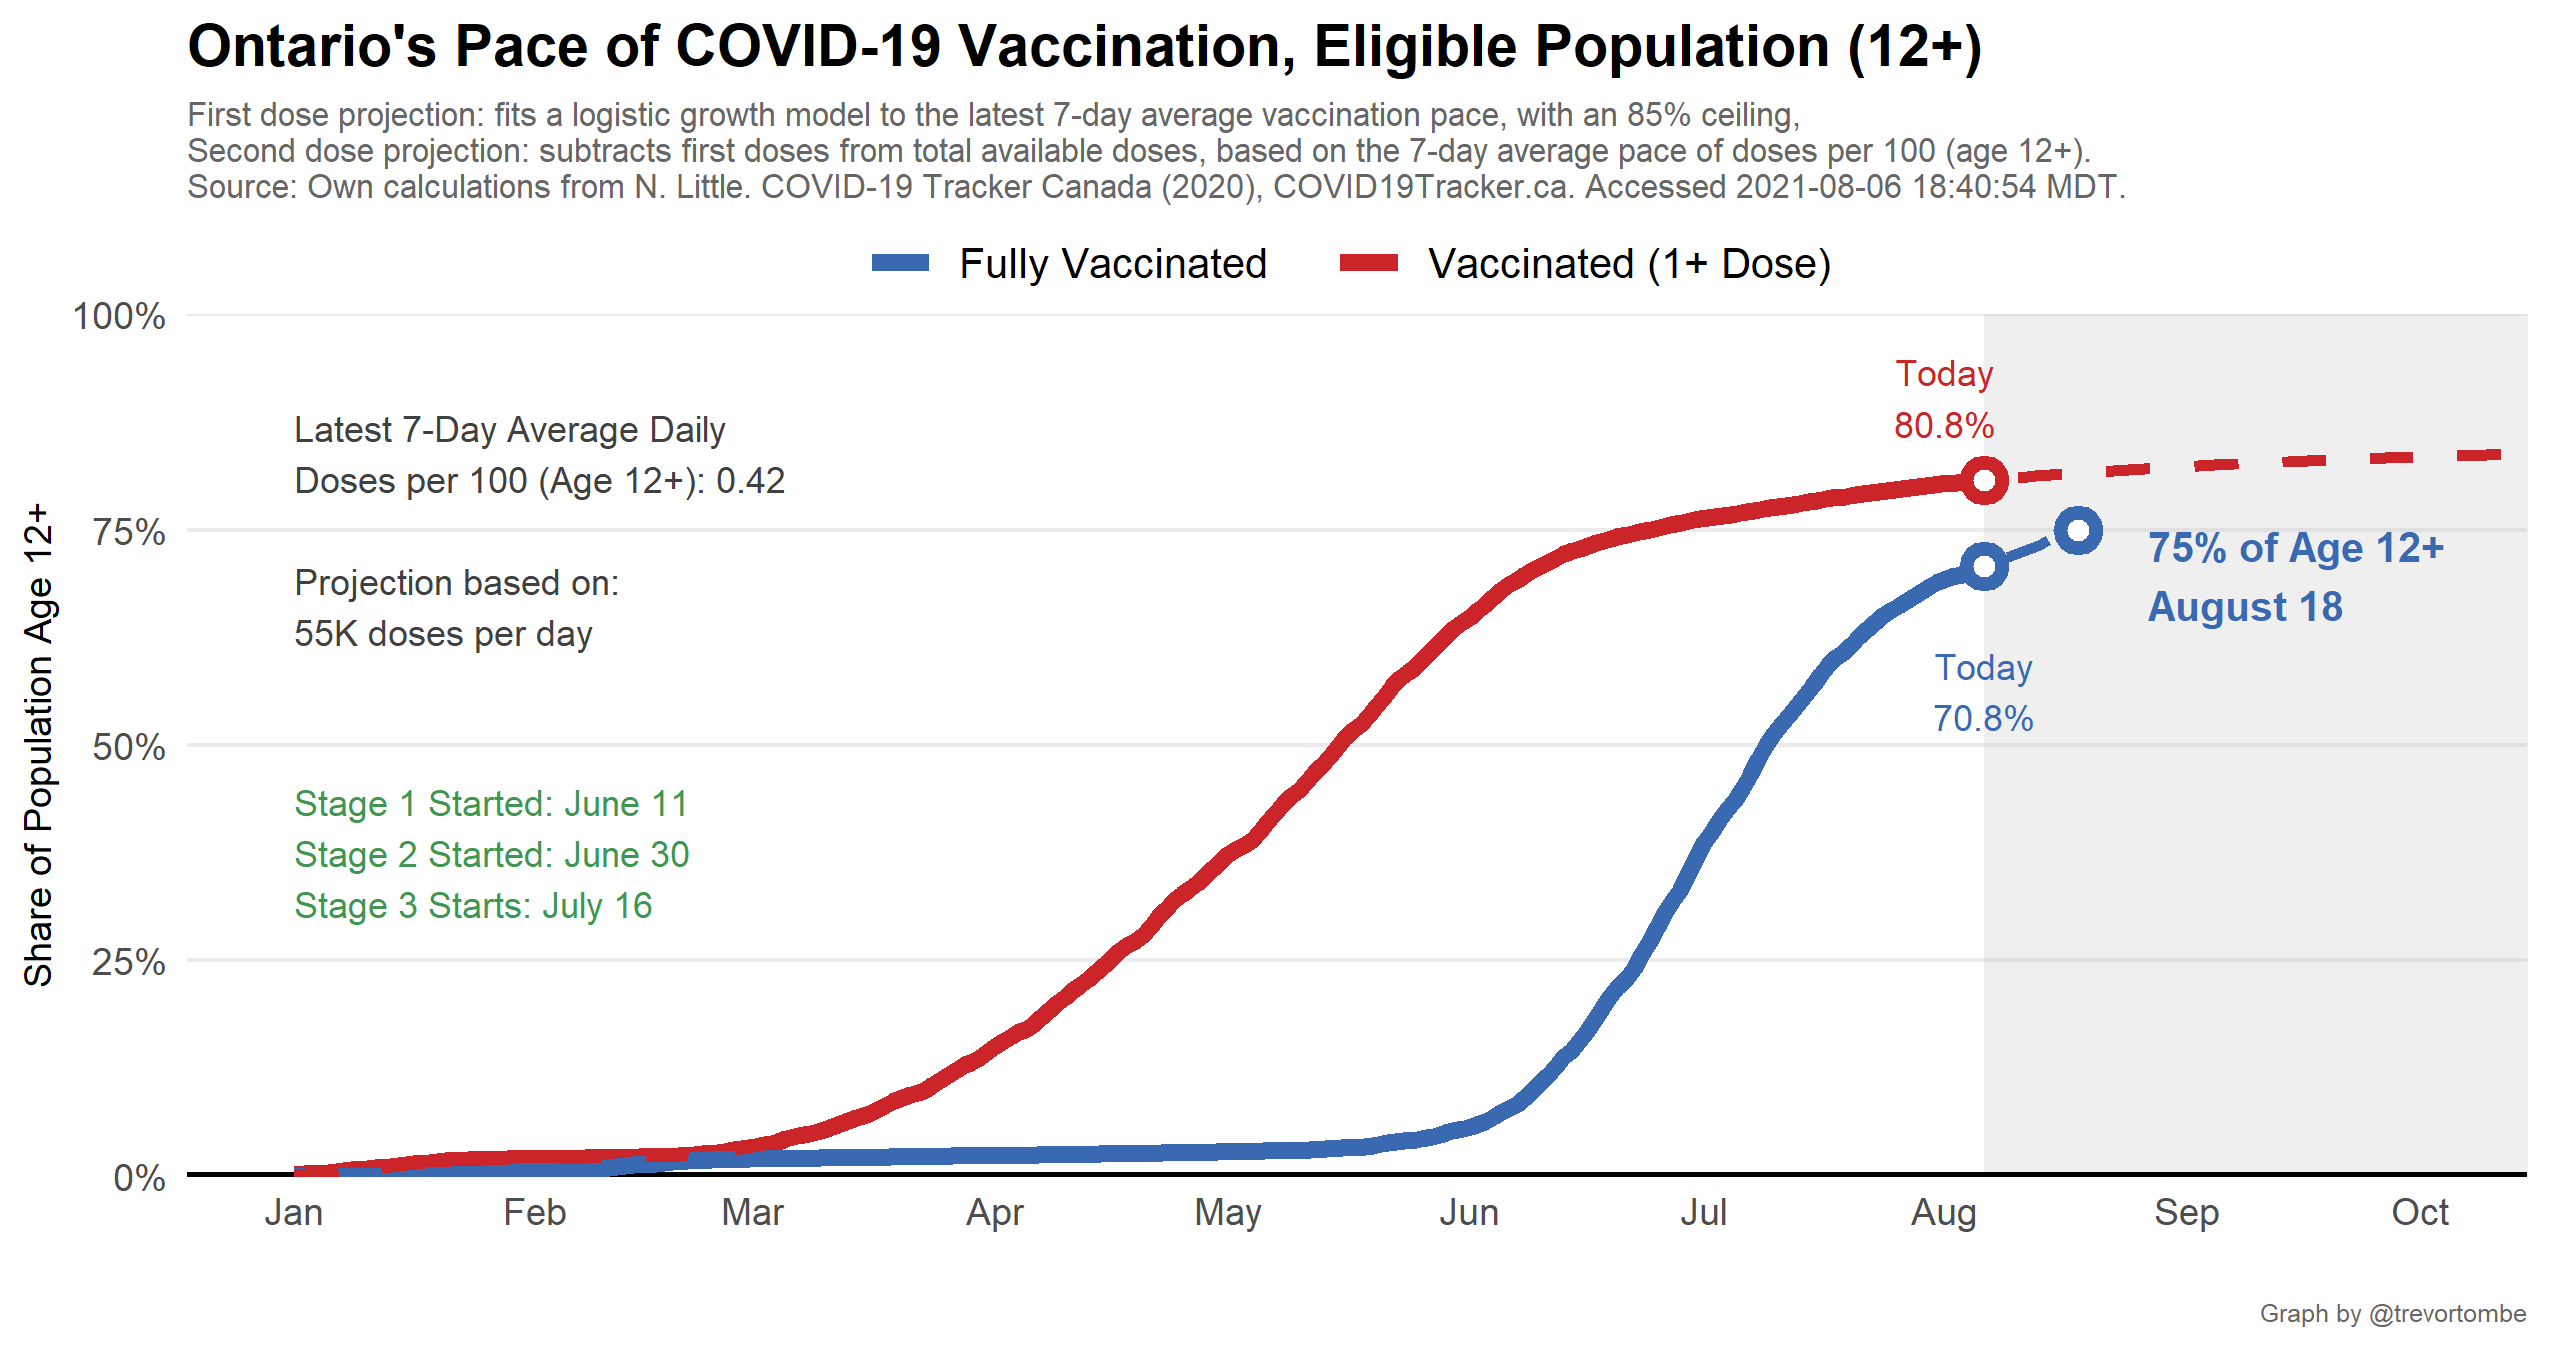 Ontario's Pace of COVID-19 Vaccination, Eligible Population (12+)
First dose projection: fits a logistic growth model to the latest 7-day average vaccination pace, with an 85% ceiling,
Second dose projection: subtracts first doses from total available doses, based on the 7-day average pace of doses per 100 (age 12+).
Source: Own calculations from N. Little. COVID-19 Tracker Canada (2020), COVID19Tracker.ca. Accessed 2021-08-06 18:40:54 MDT.
Fully Vaccinated
Vaccinated (1+ Dose)
Share of Population Age 12+
100%
75%
50%
25%
0%
Latest 7-Day Average Daily
Doses per 100 (Age 12+): 0.42
Projection based on:
55K doses per day
Stage 1 Started: June 11
Stage 2 Started: June 30
Stage 3 Starts: July 16
Today
80.8%
75% of Age 12+
August 18
Today
70.8%
Jan
Feb
Mar
Apr
May
Jun
Jul
Aug
Sep
Oct
Graph by @trevortombe